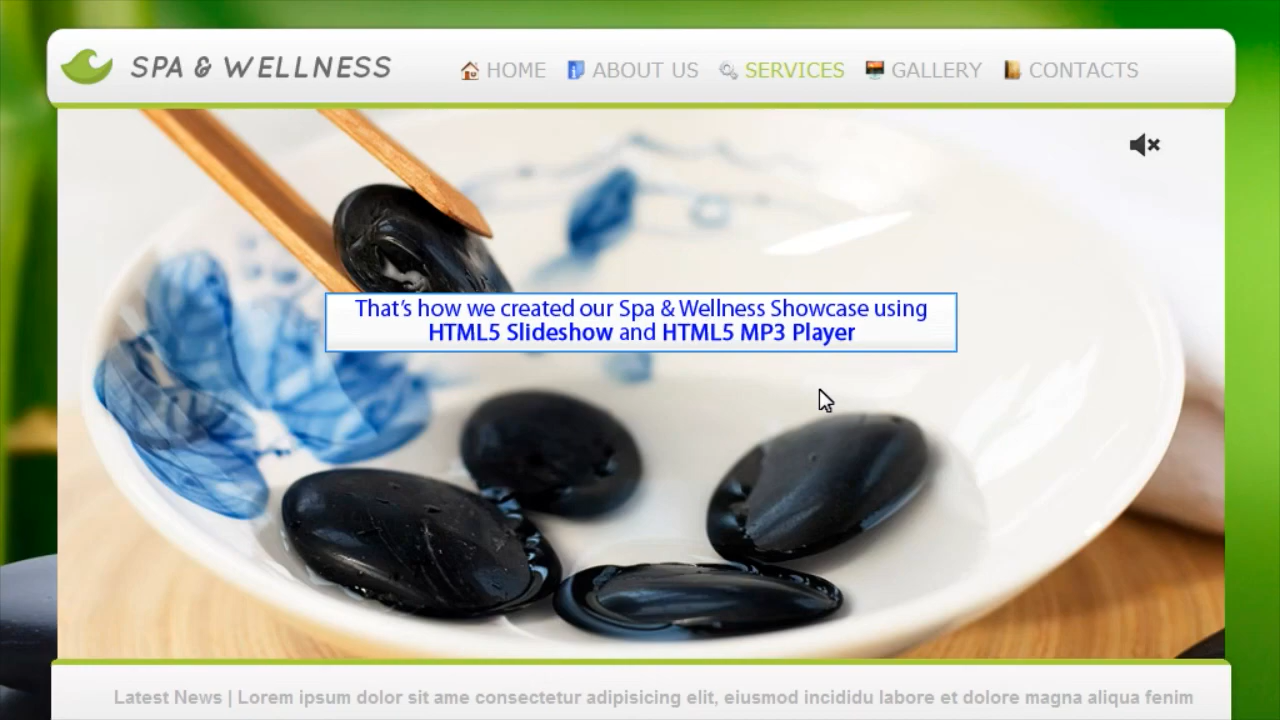 SPA & WELLNESS
HOME ABOUT US SERVICES GALLERY CONTACTS
That's how we created our Spa & Wellness Showcase using
HTML5 Slideshow and HTML5 MP3 Player
Latest News | Lorem ipsum dolor sit ame consectetur adipisicing elit, eiusmod incididu labore et dolore magna aliqua fenim